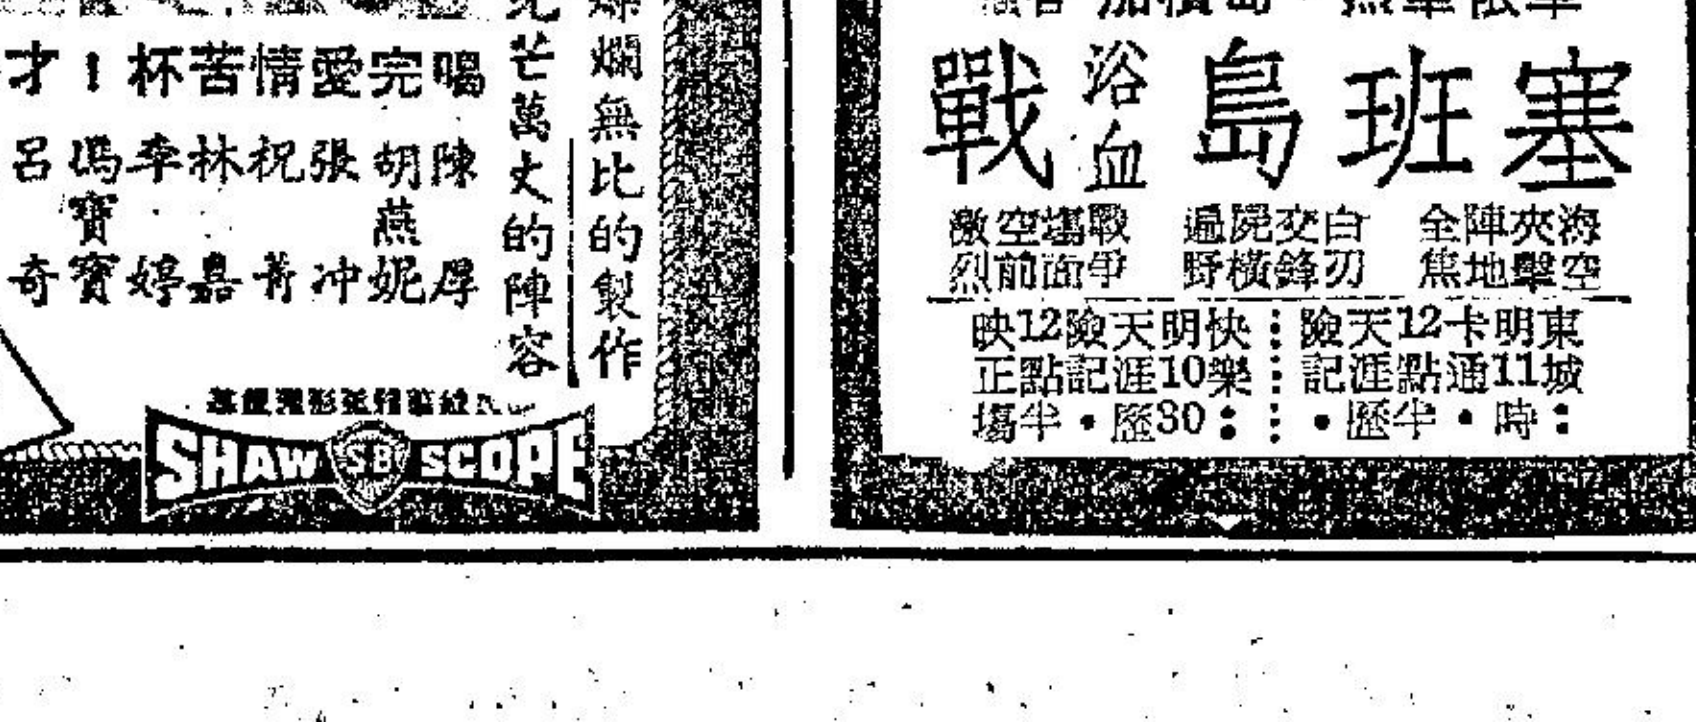 爛無比的製作
芒萬丈的陣容
喝完愛情苦杯！才
陳厚
胡燕妮
張冲
祝菁
林嘉
李婷
馮寶寶
呂奇
SHAW SB SCOPE
塞班島浴血戰
海空夾擊陣地全焦
白刃交鋒屍橫遍野
戰爭場面空前激烈
東城：明11時·卡通12點半·天涯歷險記
快樂：明10 30天涯歷險記·12點半映正場